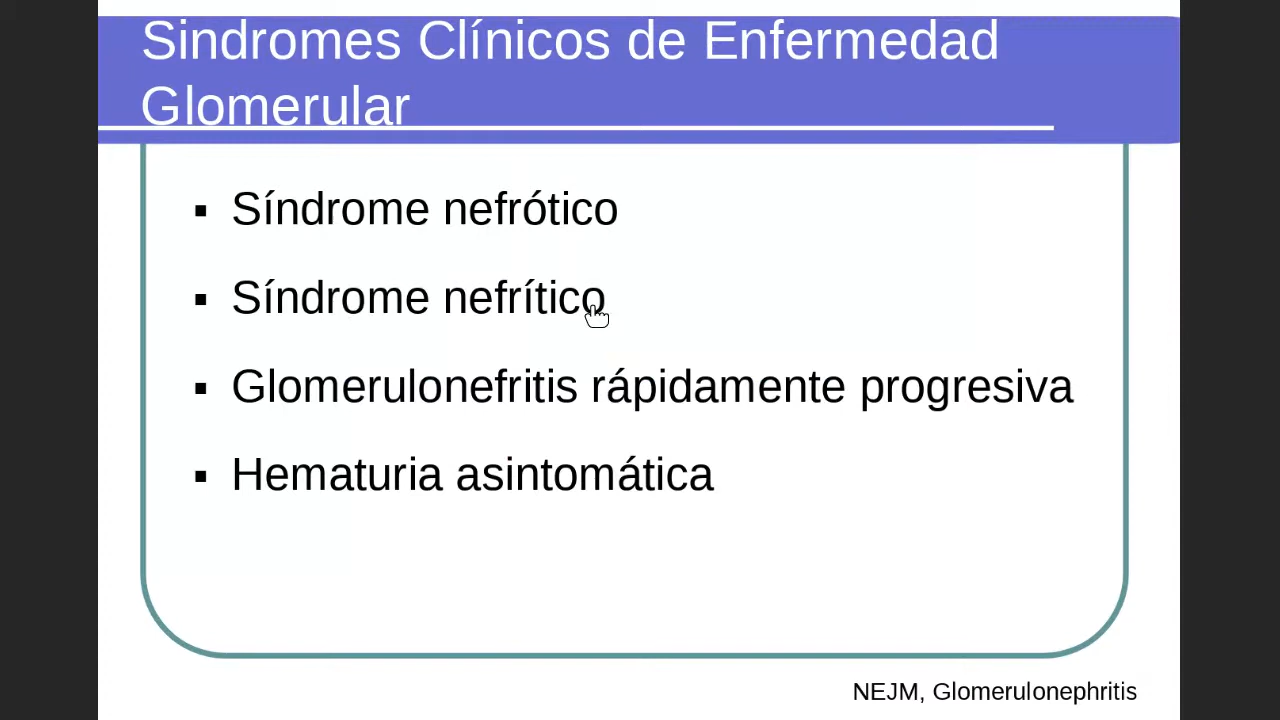 Sindromes Clínicos de Enfermedad
Glomerular
▪ Síndrome nefrótico
▪ Síndrome nefrítico
▪ Glomerulonefritis rápidamente progresiva
▪ Hematuria asintomática
NEJM, Glomerulonephritis